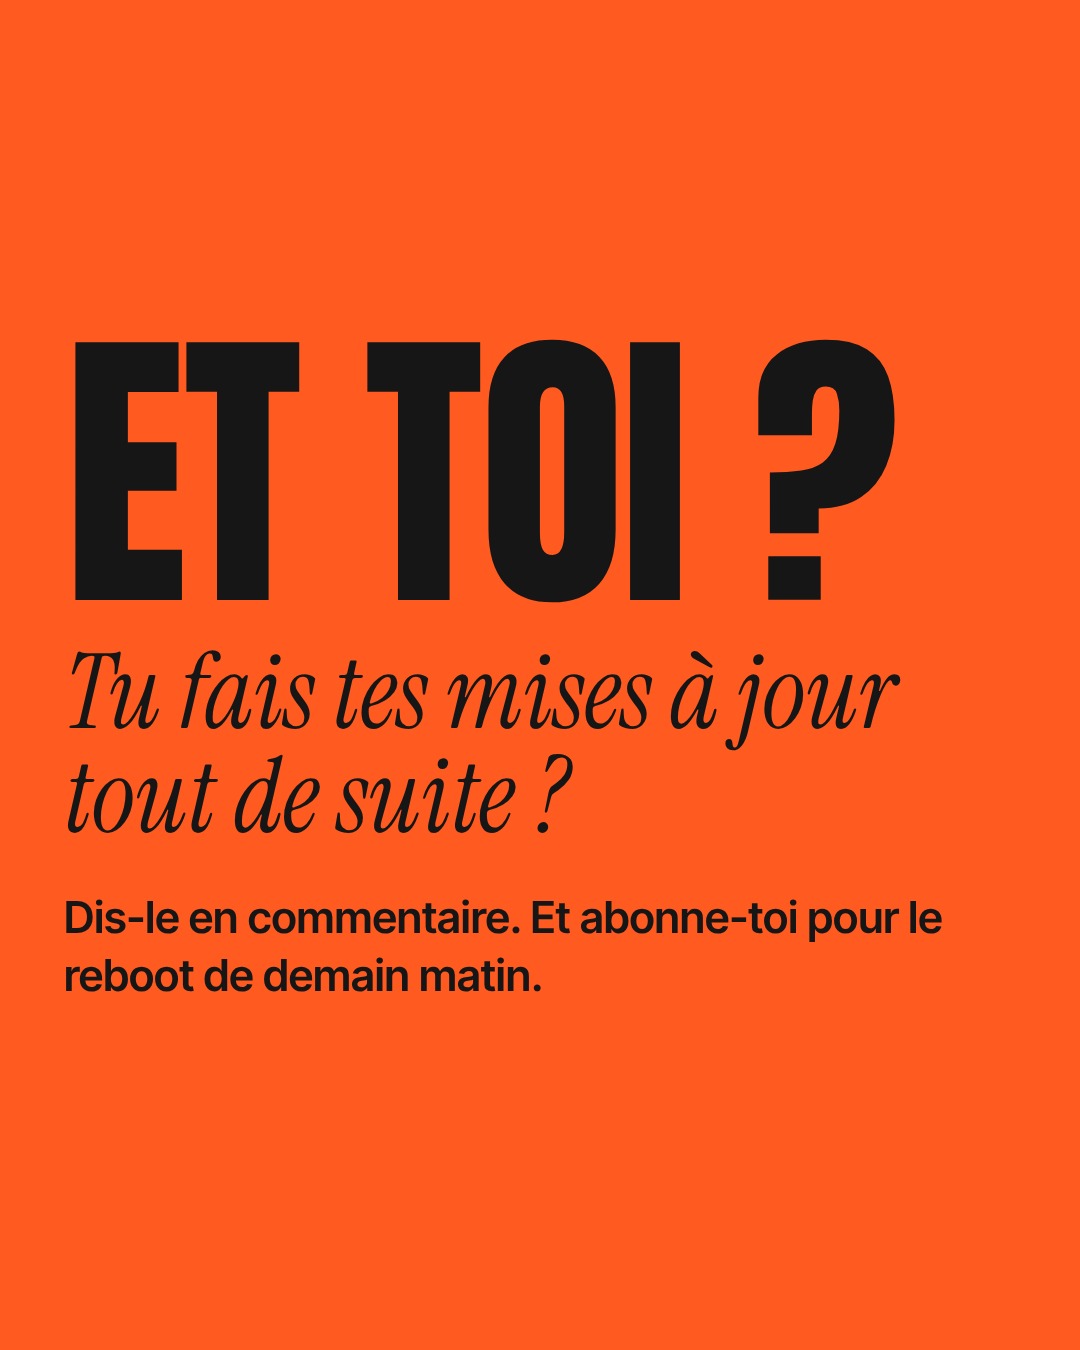 ET TOI ?
Tu fais tes mises à jour
tout de suite ?
Dis-le en commentaire. Et abonne-toi pour le
reboot de demain matin.